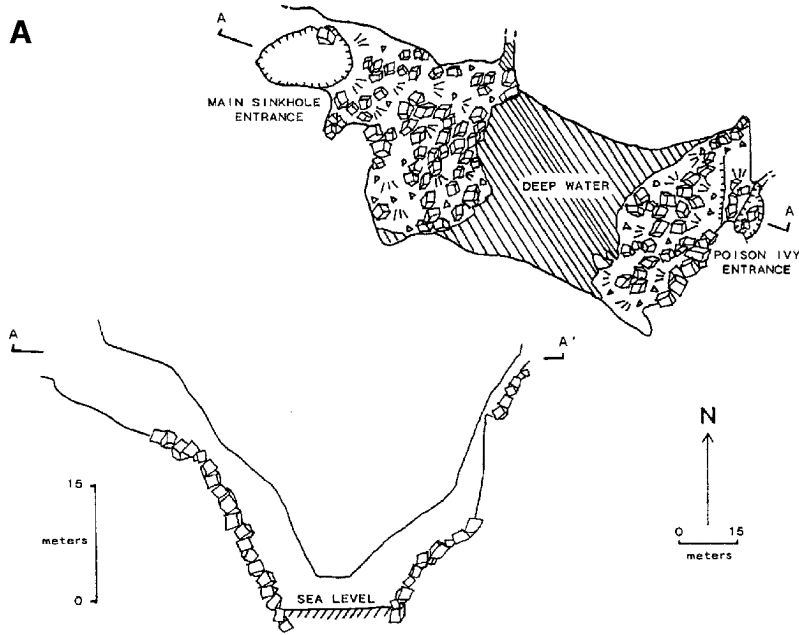 A
A
MAIN SINKHOLE
ENTRANCE
DEEP WATER
A
POISON IVY
ENTRANCE
A
A'
N
15
meters
0
SEA LEVEL
0 15
meters